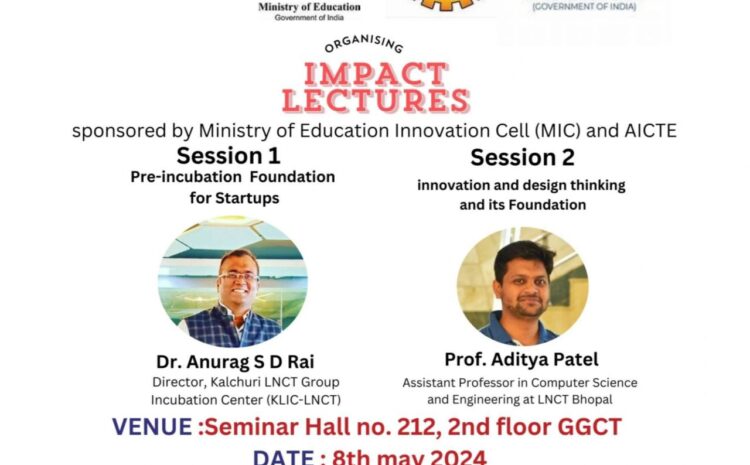 Ministry of Education
Government of India
(GOVERNMENT OF INDIA)
ORGANISING
IMPACT
LECTURES
sponsored by Ministry of Education Innovation Cell (MIC) and AICTE
Session 1
Pre-incubation Foundation
for Startups
Session 2
innovation and design thinking
and its Foundation
Dr. Anurag S D Rai
Director, Kalchuri LNCT Group
Incubation Center (KLIC-LNCT)
Prof. Aditya Patel
Assistant Professor in Computer Science
and Engineering at LNCT Bhopal
VENUE :Seminar Hall no. 212, 2nd floor GGCT
DATE : 8th may 2024